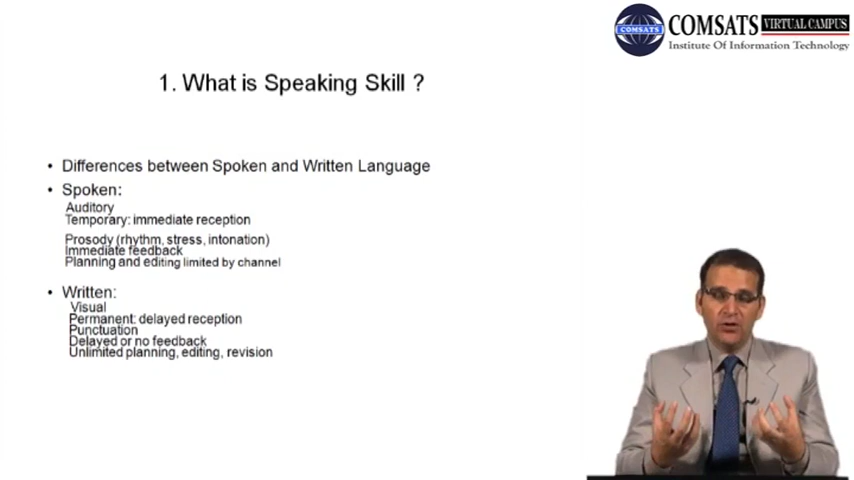 COMSATS VIRTUAL CAMPUS
Institute Of Information Technology
COMSATS
1. What is Speaking Skill ?
• Differences between Spoken and Written Language
• Spoken:
Auditory
Temporary: immediate reception
Prosody (rhythm, stress, intonation)
Immediate feedback
Planning and editing limited by channel
• Written:
Visual
Permanent: delayed reception
Punctuation
Delayed or no feedback
Unlimited planning, editing, revision